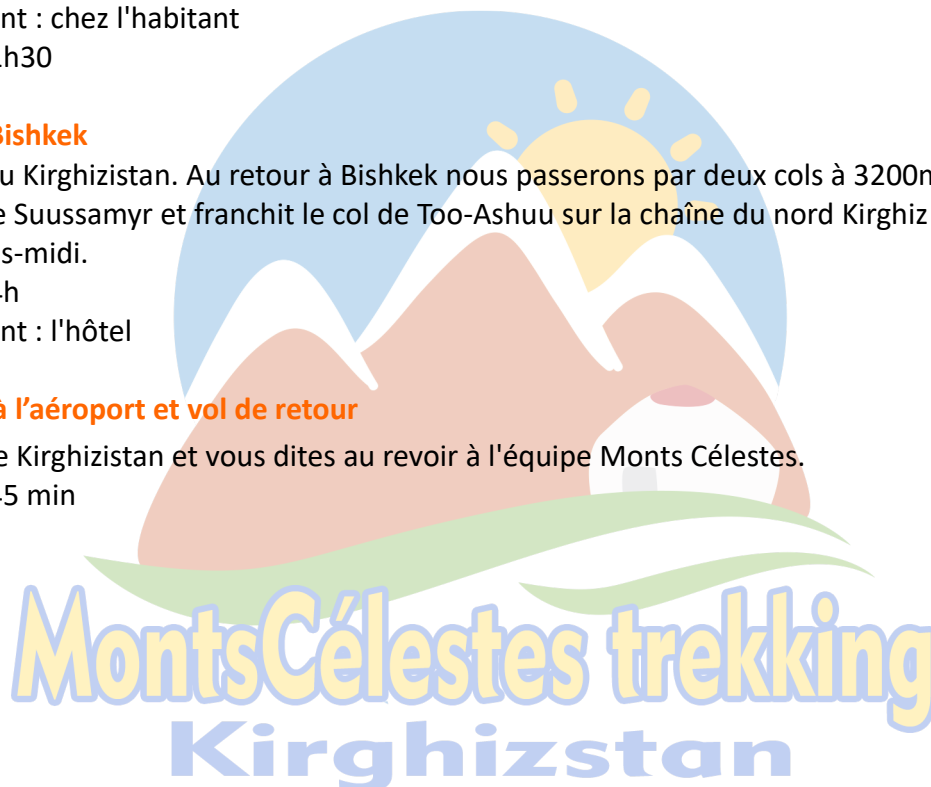 nt : chez l'habitant
h30
Bishkek
u Kirghizistan. Au retour à Bishkek nous passerons par deux cols à 3200
e Suussamyr et franchit le col de Too-Ashuu sur la chaîne du nord Kirghiz
s-midi.
h
nt : l'hôtel
à l’aéroport et vol de retour
e Kirghizistan et vous dites au revoir à l'équipe Monts Célestes.
45 min
MontsCélestes trekking
Kirghizstan